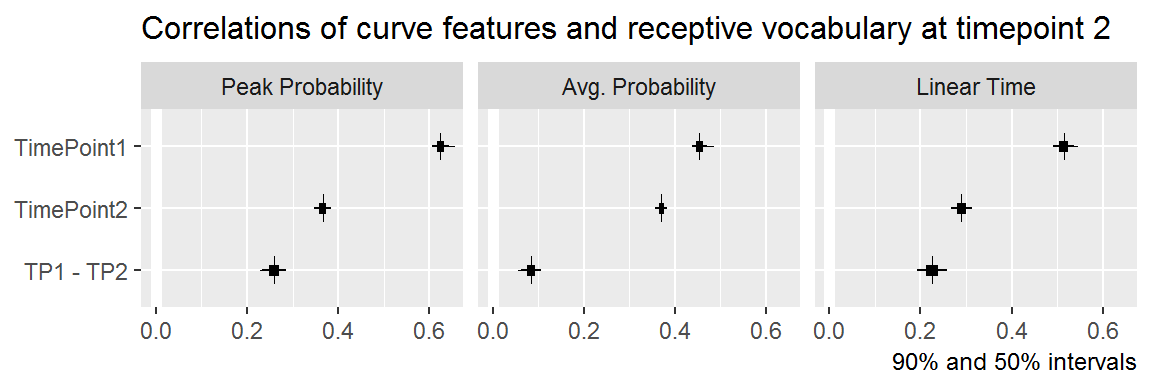 Correlations of curve features and receptive vocabulary at timepoint 2
Peak Probability Avg. Probability Linear Time
TimePoint1
TimePoint2
TP1 - TP2
0.0 0.2 0.4 0.6 0.0 0.2 0.4 0.6 0.0 0.2 0.4 0.6
90% and 50% intervals